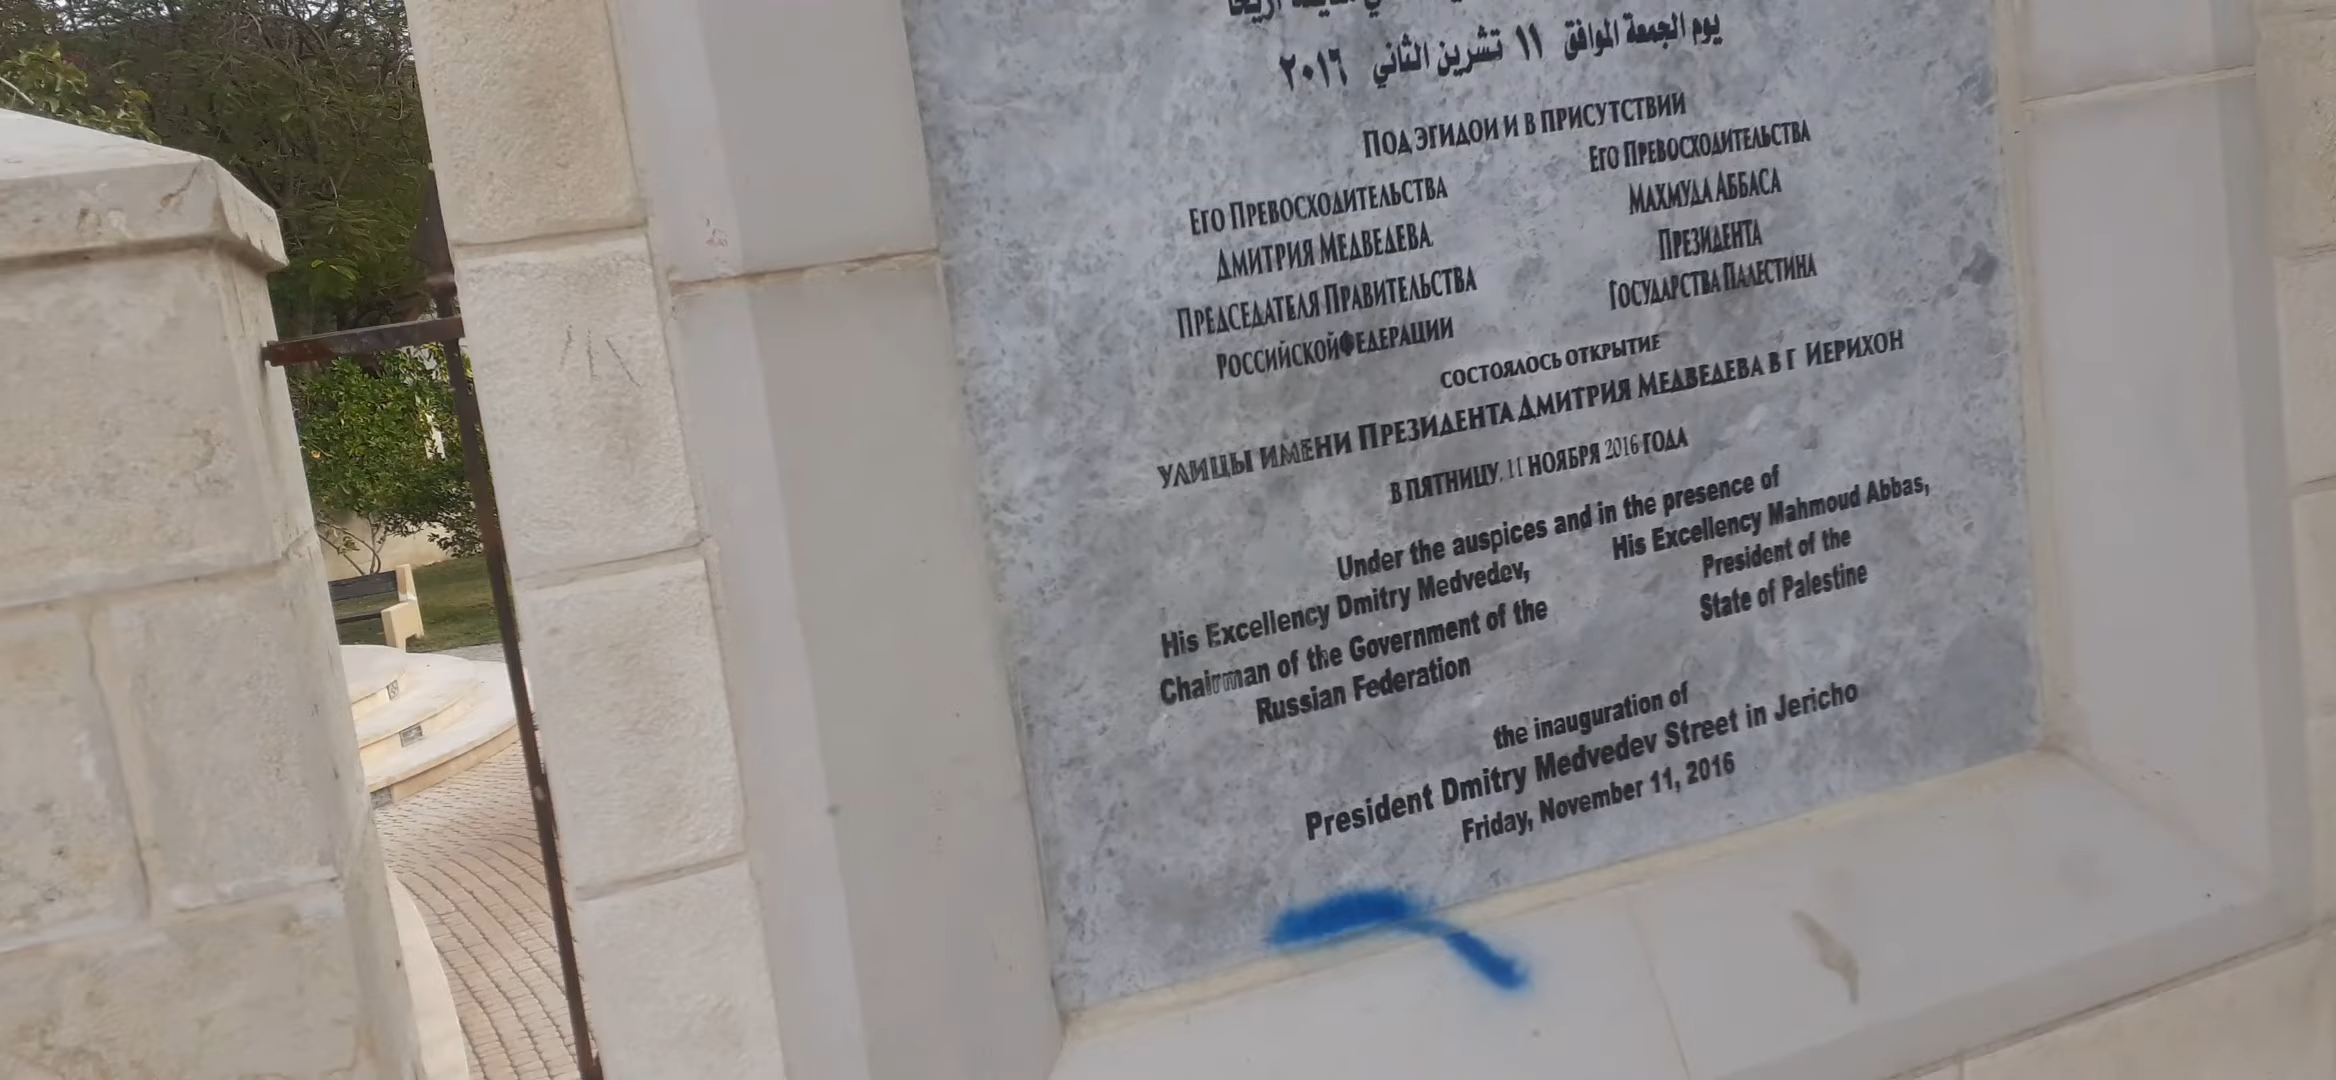 يوم الجمعة الموافق ١١ تشرين الثاني ٢٠١٦
ПОД ЭГИДОИ И В ПРИСУТСТВИИ
ЕГО ПРЕВОСХОДИТЕЛЬСТВА
ДМИТРИЯ МЕДВЕДЕВА,
ПРЕДСЕДАТЕЛЯ ПРАВИТЕЛЬСТВА
РОССИЙСКОЙ ФЕДЕРАЦИИ
ЕГО ПРЕВОСХОДИТЕЛЬСТВА
МАХМУДА АББАСА
ПРЕЗИДЕНТА
ГОСУДАРСТВА ПАЛЕСТИНА
СОСТОЯЛОСЬ ОТКРЫТИЕ
УЛИЦЫ ИМЕНИ ПРЕЗИДЕНТА ДМИТРИЯ МЕДВЕДЕВА В Г ИЕРИХОН
В ПЯТНИЦУ, 11 НОЯБРЯ 2016 ГОДА
Under the auspices and in the presence of
His Excellency Dmitry Medvedev,
Chairman of the Government of the
Russian Federation
His Excellency Mahmoud Abbas,
President of the
State of Palestine
the inauguration of
President Dmitry Medvedev Street in Jericho
Friday, November 11, 2016